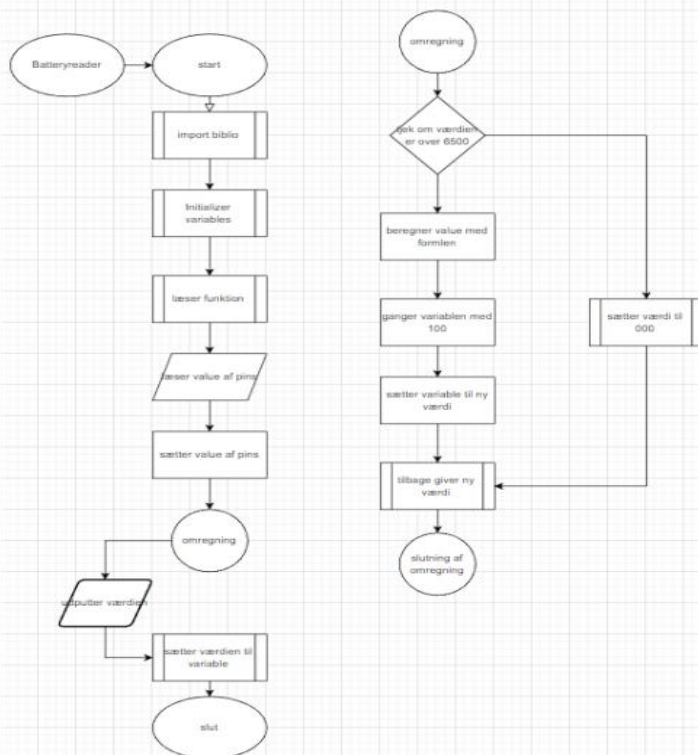 Batteryreader
start
import biblio
Initializer
variables
læser funktion
læser value af pins
sætter value af pins
omregning
udputter værdien
sætter værdien til
variable
slut
omregning
tjek om værdien
er over 6500
beregner value med
formlen
ganger variablen med
100
sætter variable til ny
værdi
tilbage giver ny
værdi
slutning af
omregning
sætter værdi til
000